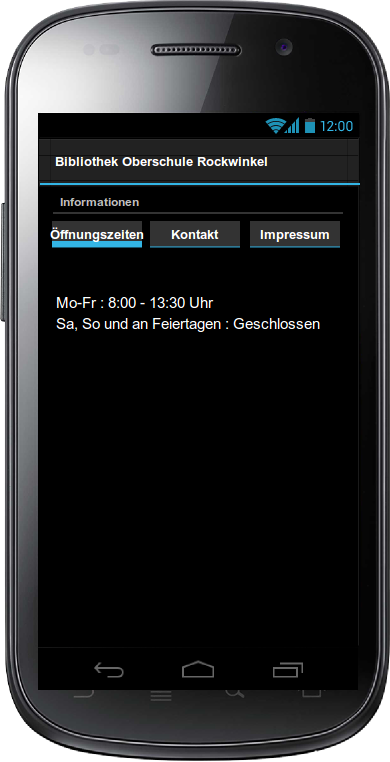 12:00
Bibliothek Oberschule Rockwinkel
Informationen
Öffnungszeiten Kontakt Impressum
Mo-Fr : 8:00 - 13:30 Uhr
Sa, So und an Feiertagen : Geschlossen